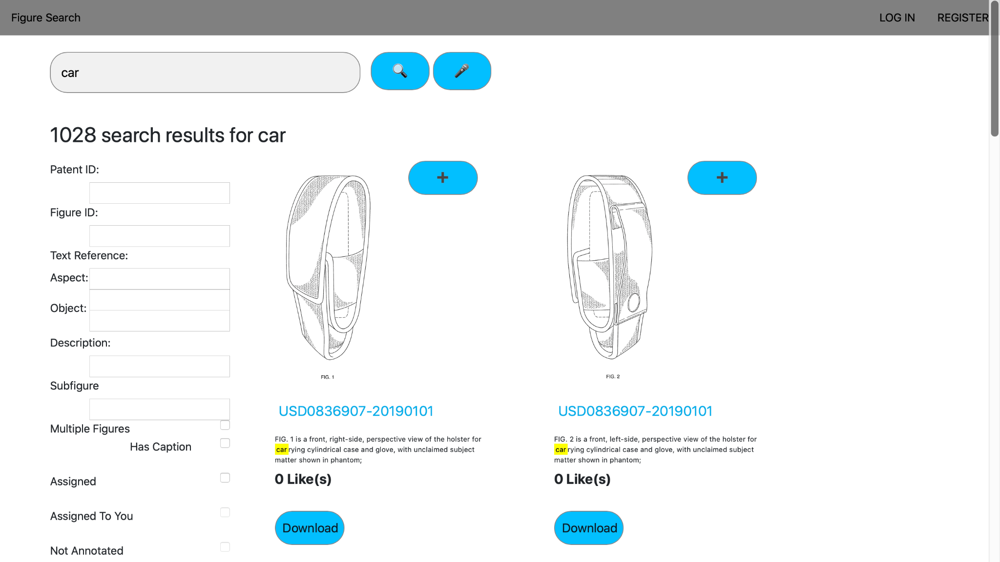 Figure Search
LOG IN
REGISTER
car
1028 search results for car
Patent ID:
Figure ID:
Text Reference:
Aspect:
Object:
Description:
Subfigure
Multiple Figures
Has Caption
Assigned
Assigned To You
Not Annotated
FIG. 1
USD0836907-20190101
FIG. 1 is a front, right-side, perspective view of the holster for
carrying cylindrical case and glove, with unclaimed subject
matter shown in phantom;
0 Like(s)
Download
FIG. 2
USD0836907-20190101
FIG. 2 is a front, left-side, perspective view of the holster for
carrying cylindrical case and glove, with unclaimed subject
matter shown in phantom;
0 Like(s)
Download